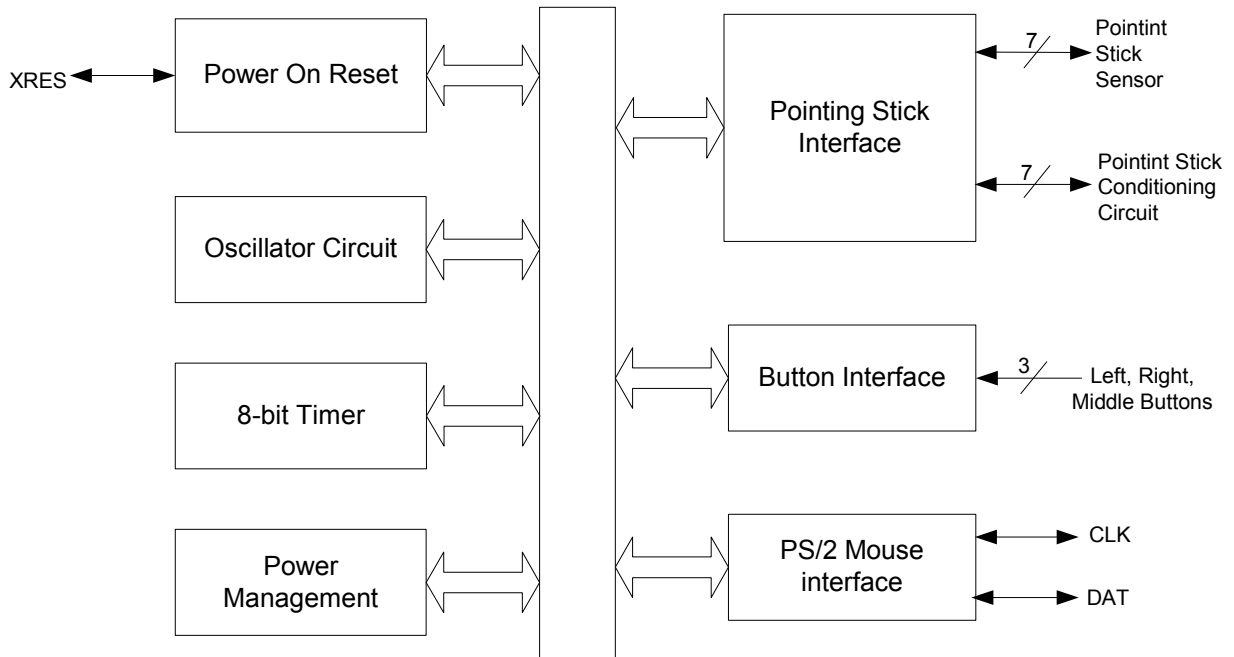 XRES
Power On Reset
Oscillator Circuit
8-bit Timer
Power
Management
Pointing Stick
Interface
7
Pointint
Stick
Sensor
7
Pointint Stick
Conditioning
Circuit
Button Interface
3
Left, Right,
Middle Buttons
PS/2 Mouse
interface
CLK
DAT